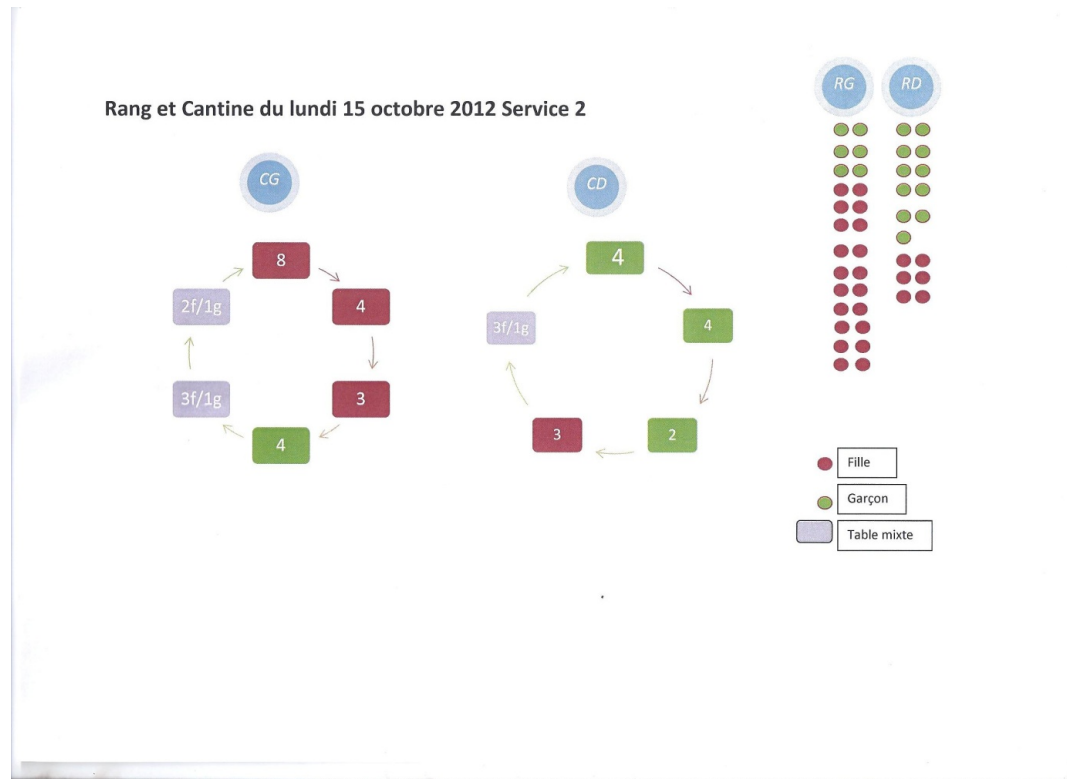 RG
RD
Rang et Cantine du lundi 15 octobre 2012 Service 2
CG
CD
8
4
3
4
3f/1g
2f/1g
4
4
2
3
3f/1g
Fille
Garçon
Table mixte